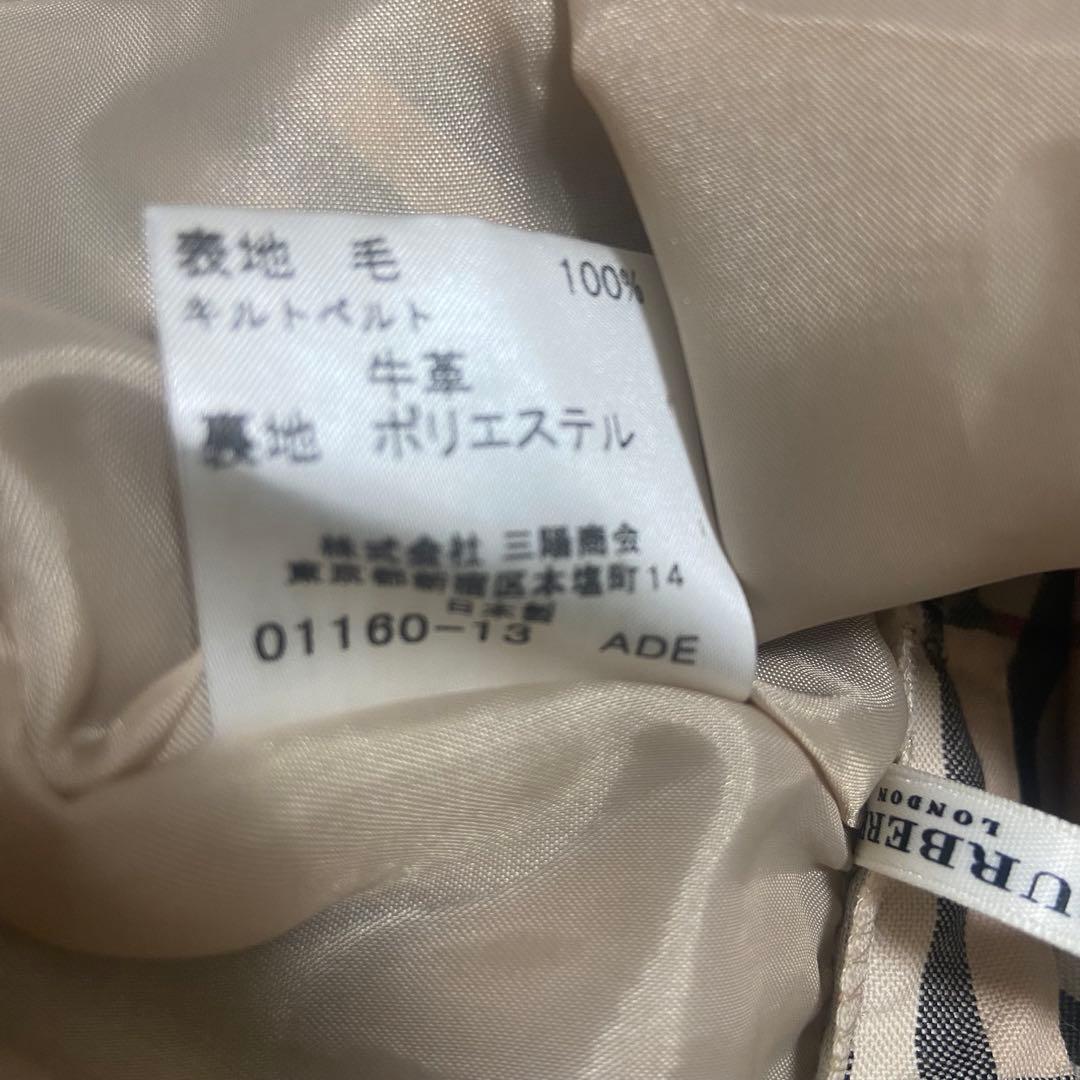 表地 毛 100%
キルトベルト
牛革
裏地 ポリエステル
株式会社 三陽商会
東京都新宿区本塩町14
日本製
01160-13 ADE
URBER
LONDON